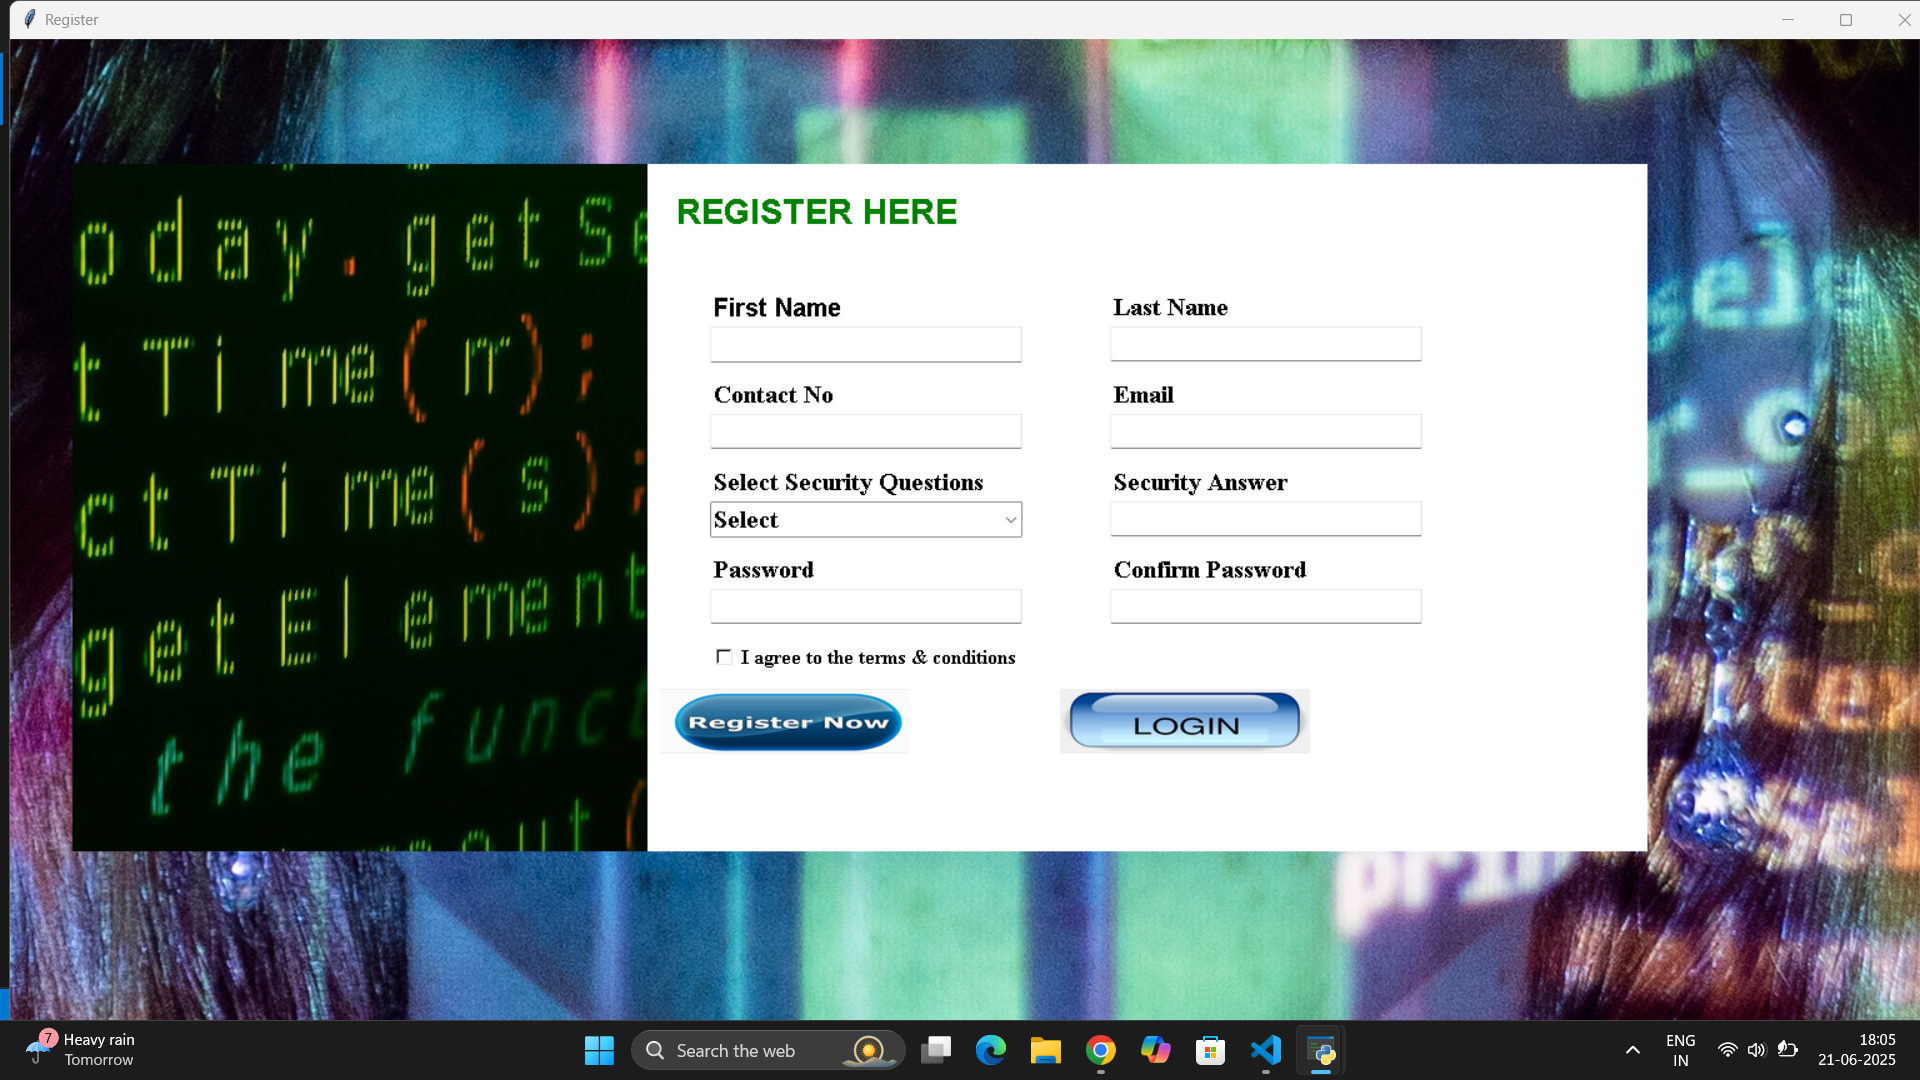 Register
REGISTER HERE
First Name
Last Name
Contact No
Email
Select Security Questions
Security Answer
Select
Password
Confirm Password
I agree to the terms & conditions
Register Now
LOGIN
oday.getSe
tTime(m);
ctTime(s);
getElement
the funct
7
Heavy rain
Tomorrow
Search the web
ENG
IN
18:05
21-06-2025